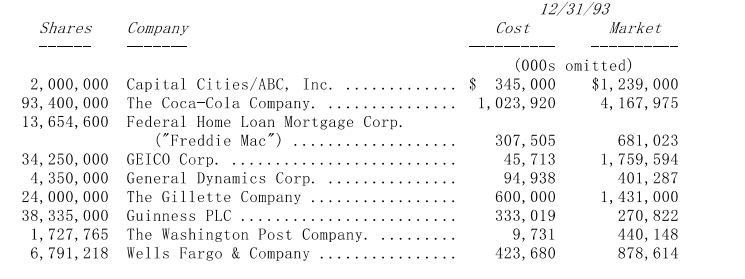 12/31/93
Shares Company Cost Market
(000s omitted)
2,000,000 Capital Cities/ABC, Inc. ............. $ 345,000 $1,239,000
93,400,000 The Coca-Cola Company. ............... 1,023,920 4,167,975
13,654,600 Federal Home Loan Mortgage Corp.
("Freddie Mac") ................... 307,505 681,023
34,250,000 GEICO Corp. .......................... 45,713 1,759,594
4,350,000 General Dynamics Corp. ............... 94,938 401,287
24,000,000 The Gillette Company ................. 600,000 1,431,000
38,335,000 Guinness PLC ......................... 333,019 270,822
1,727,765 The Washington Post Company. ......... 9,731 440,148
6,791,218 Wells Fargo & Company ................ 423,680 878,614